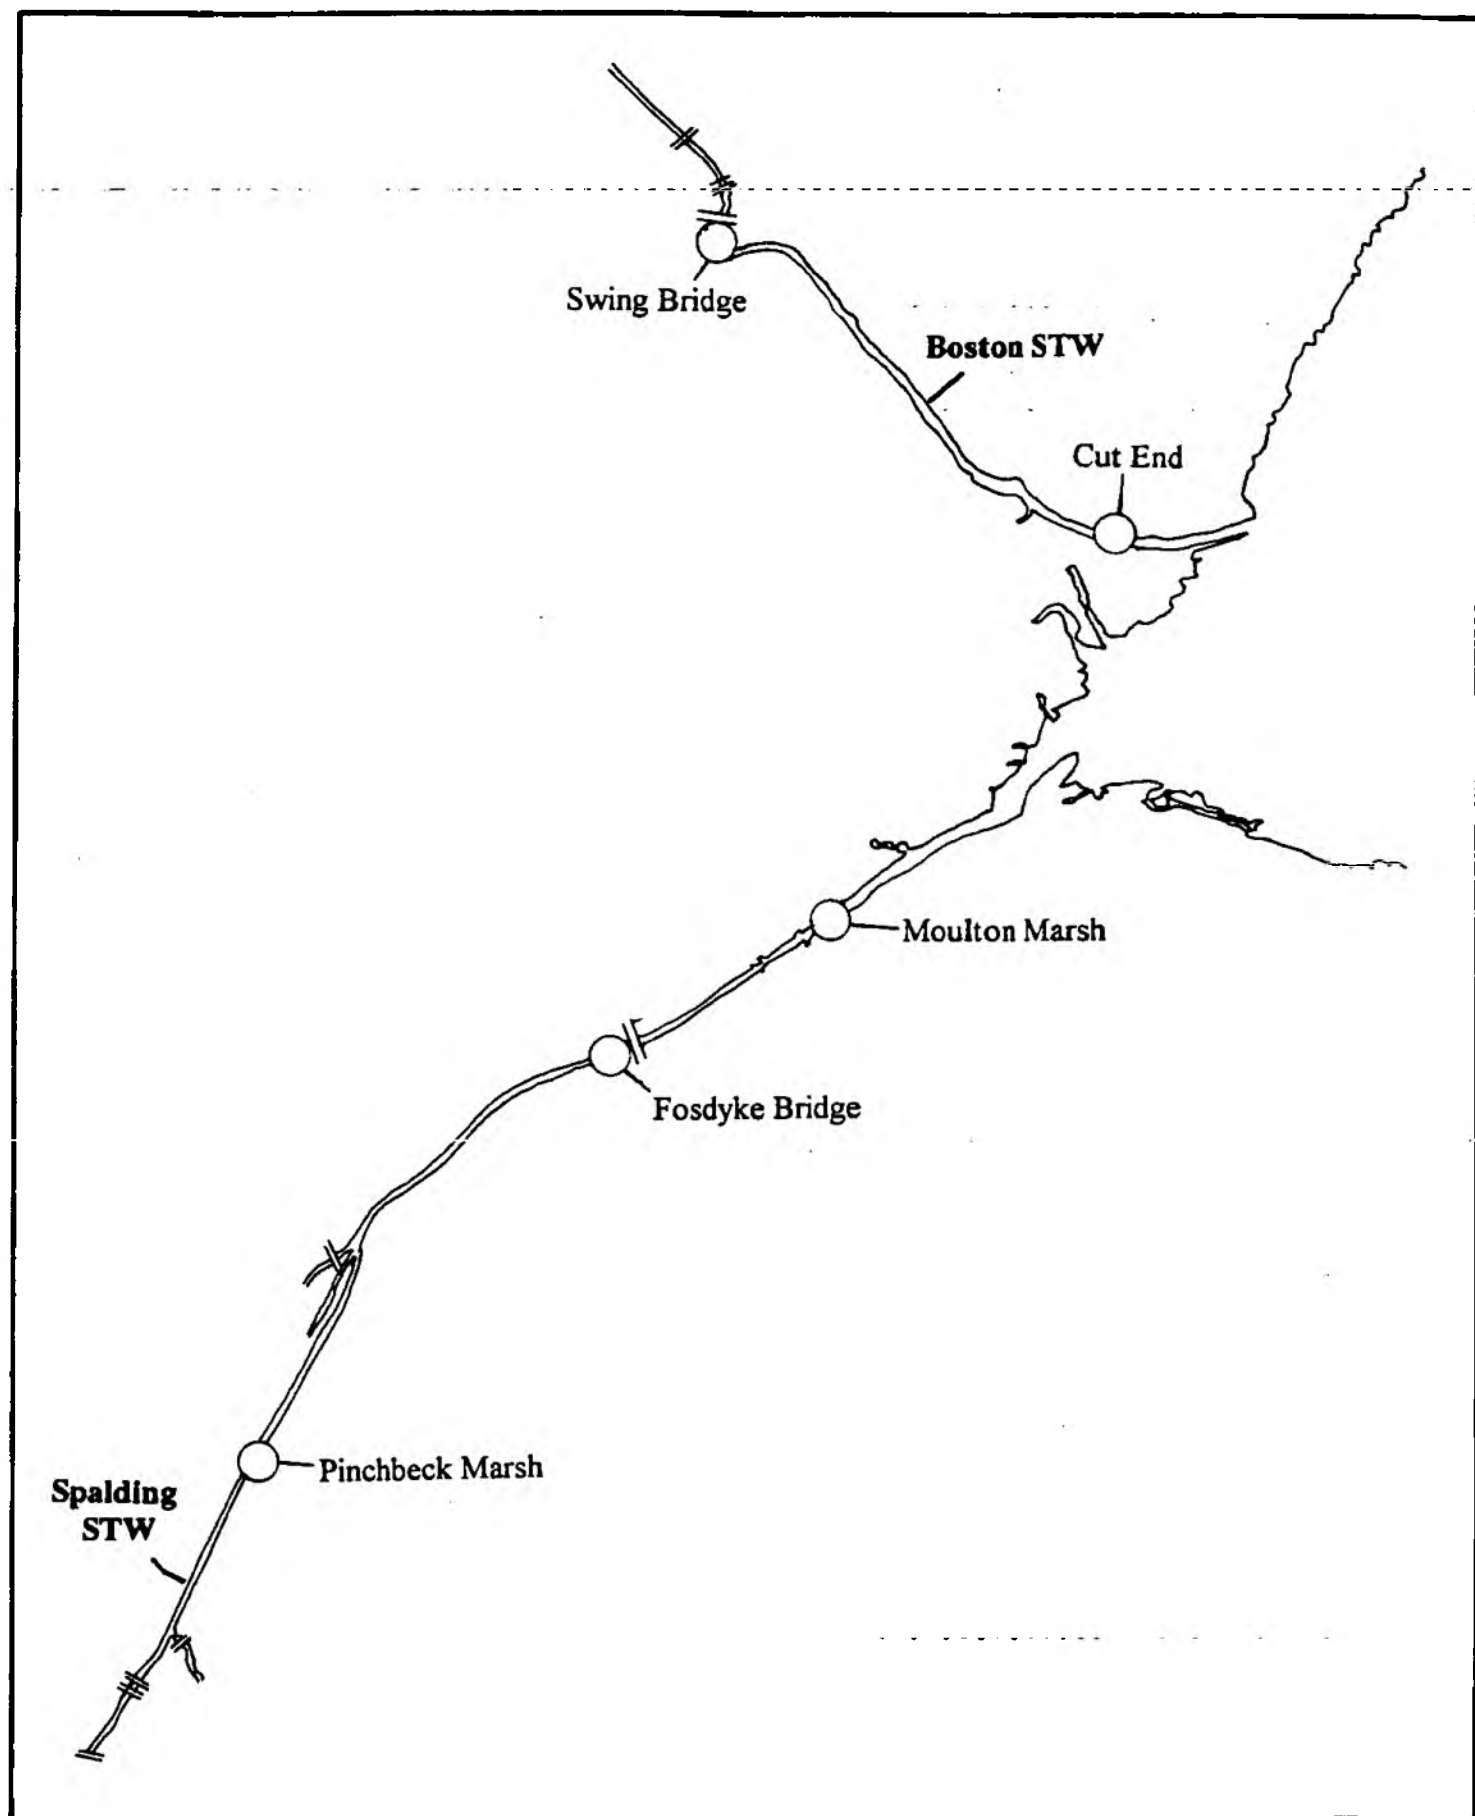 Swing Bridge
Boston STW
Cut End
Moulton Marsh
Fosdyke Bridge
Pinchbeck Marsh
Spalding
STW